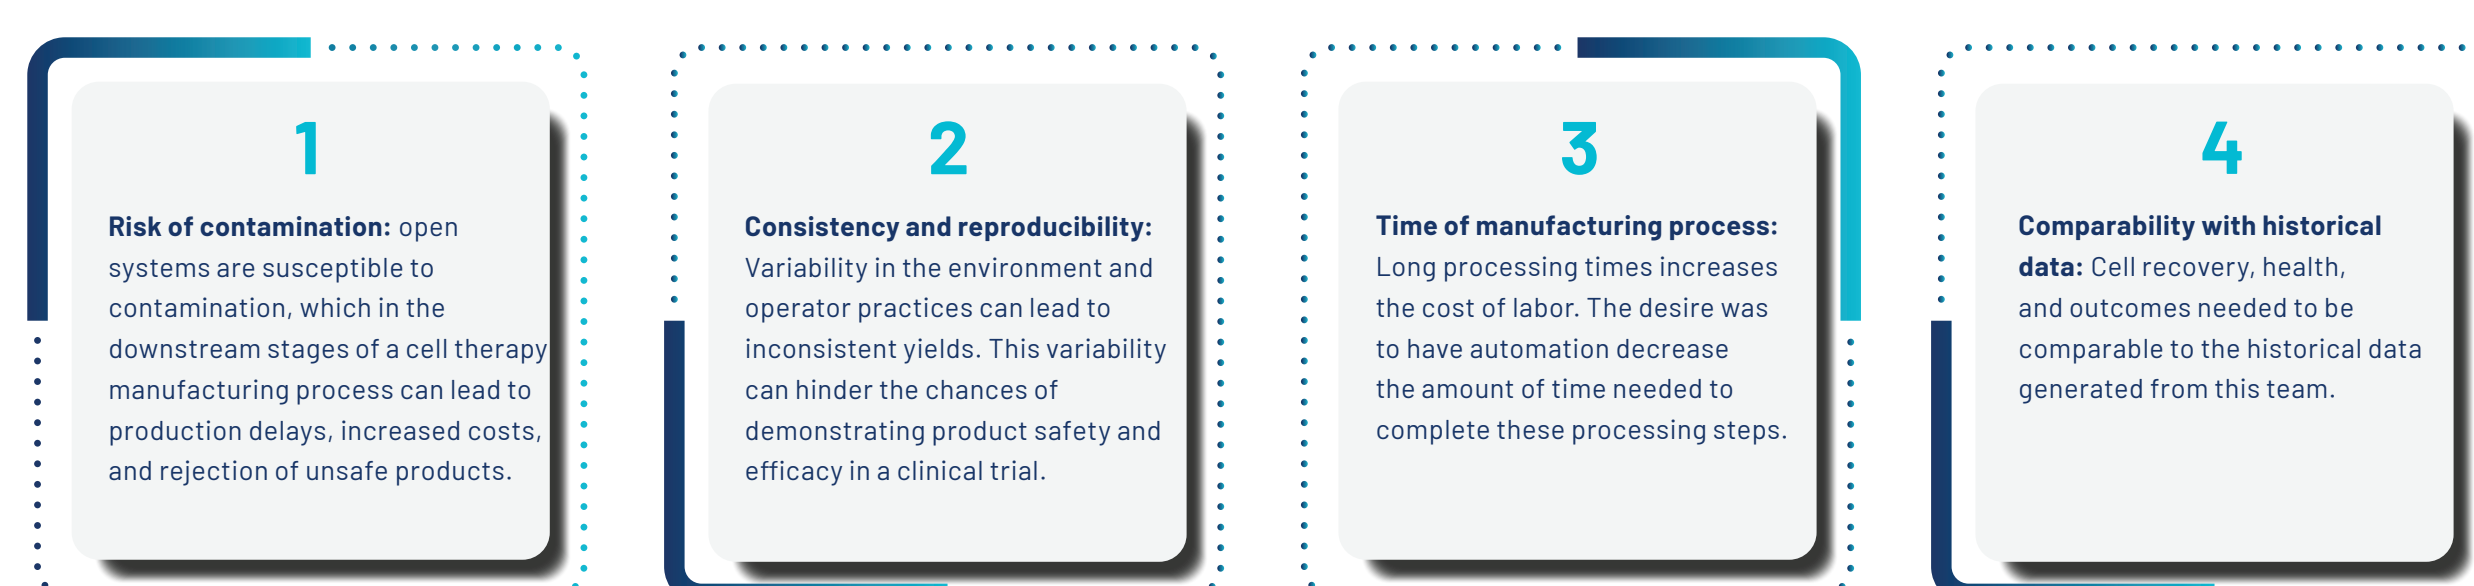 1
Risk of contamination: open
systems are susceptible to
contamination, which in the
downstream stages of a cell therapy
manufacturing process can lead to
production delays, increased costs,
and rejection of unsafe products.
2
Consistency and reproducibility:
Variability in the environment and
operator practices can lead to
inconsistent yields. This variability
can hinder the chances of
demonstrating product safety and
efficacy in a clinical trial.
3
Time of manufacturing process:
Long processing times increases
the cost of labor. The desire was
to have automation decrease
the amount of time needed to
complete these processing steps.
4
Comparability with historical
data: Cell recovery, health,
and outcomes needed to be
comparable to the historical data
generated from this team.